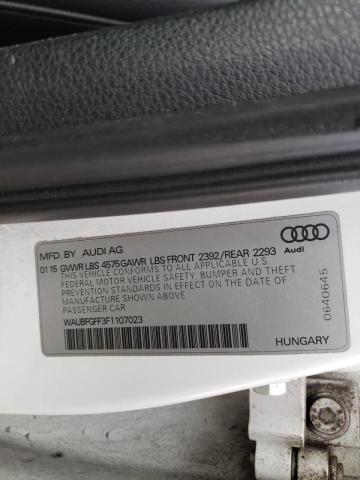 MFD. BY AUDI AG
01 15 GVWR LBS 4575 GAWR LBS FRONT 2392/REAR 2293
THIS VEHICLE CONFORMS TO ALL APPLICABLE U.S.
FEDERAL MOTOR VEHICLE SAFETY, BUMPER AND THEFT
PREVENTION STANDARDS IN EFFECT ON THE DATE OF
MANUFACTURE SHOWN ABOVE.
PASSENGER CAR
WAUBFGFF3F1107023
Audi
0640645
HUNGARY